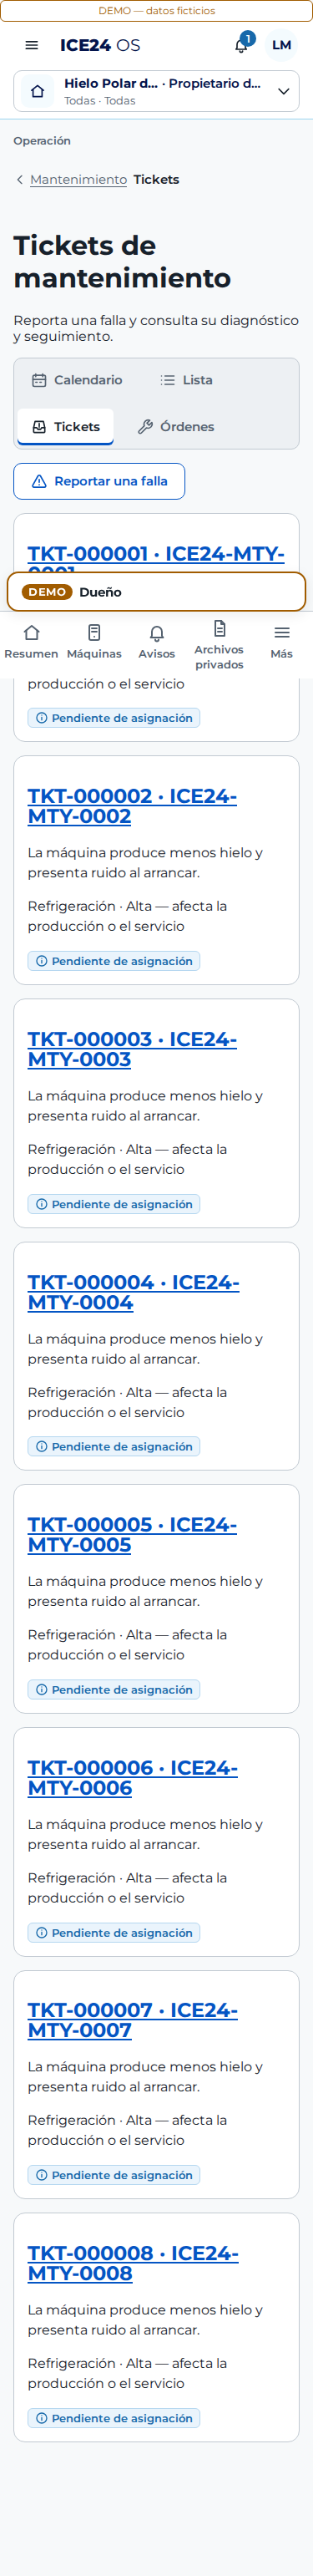 DEMO — datos ficticios
ICE24 OS
1
LM
Hielo Polar d... · Propietario d...
Todas · Todas
Operación
Mantenimiento Tickets
Tickets de
mantenimiento
Reporta una falla y consulta su diagnóstico
y seguimiento.
Calendario Lista
Tickets Órdenes
Reportar una falla
TKT-000001 · ICE24-MTY-
DEMO Dueño
Resumen Máquinas Avisos Archivos privados Más
producción o el servicio
Pendiente de asignación
TKT-000002 · ICE24-
MTY-0002
La máquina produce menos hielo y
presenta ruido al arrancar.
Refrigeración · Alta — afecta la
producción o el servicio
Pendiente de asignación
TKT-000003 · ICE24-
MTY-0003
La máquina produce menos hielo y
presenta ruido al arrancar.
Refrigeración · Alta — afecta la
producción o el servicio
Pendiente de asignación
TKT-000004 · ICE24-
MTY-0004
La máquina produce menos hielo y
presenta ruido al arrancar.
Refrigeración · Alta — afecta la
producción o el servicio
Pendiente de asignación
TKT-000005 · ICE24-
MTY-0005
La máquina produce menos hielo y
presenta ruido al arrancar.
Refrigeración · Alta — afecta la
producción o el servicio
Pendiente de asignación
TKT-000006 · ICE24-
MTY-0006
La máquina produce menos hielo y
presenta ruido al arrancar.
Refrigeración · Alta — afecta la
producción o el servicio
Pendiente de asignación
TKT-000007 · ICE24-
MTY-0007
La máquina produce menos hielo y
presenta ruido al arrancar.
Refrigeración · Alta — afecta la
producción o el servicio
Pendiente de asignación
TKT-000008 · ICE24-
MTY-0008
La máquina produce menos hielo y
presenta ruido al arrancar.
Refrigeración · Alta — afecta la
producción o el servicio
Pendiente de asignación